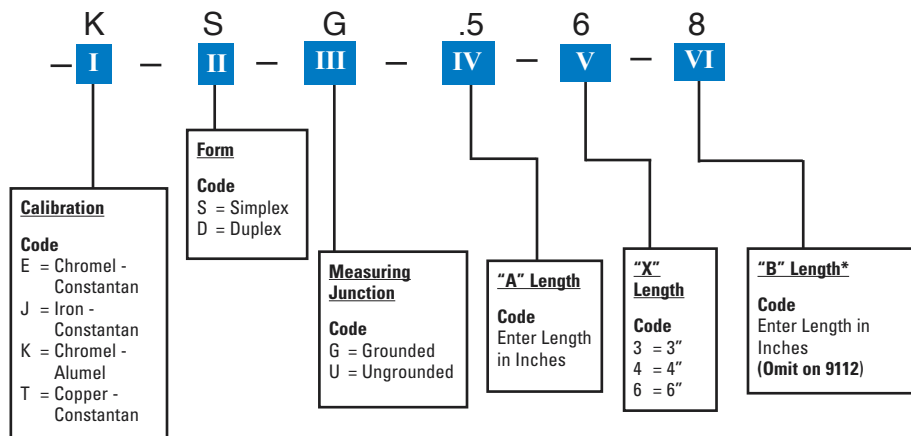 K S G .5 6 8
– I – II – III – IV – V – VI
Form
Code
S = Simplex
D = Duplex
Calibration
Code
E = Chromel -
Constantan
J = Iron -
Constantan
K = Chromel -
Alumel
T = Copper -
Constantan
Measuring
Junction
Code
G = Grounded
U = Ungrounded
“A” Length
Code
Enter Length
in Inches
“X”
Length
Code
3 = 3”
4 = 4”
6 = 6”
“B” Length*
Code
Enter Length in
Inches
(Omit on 9112)